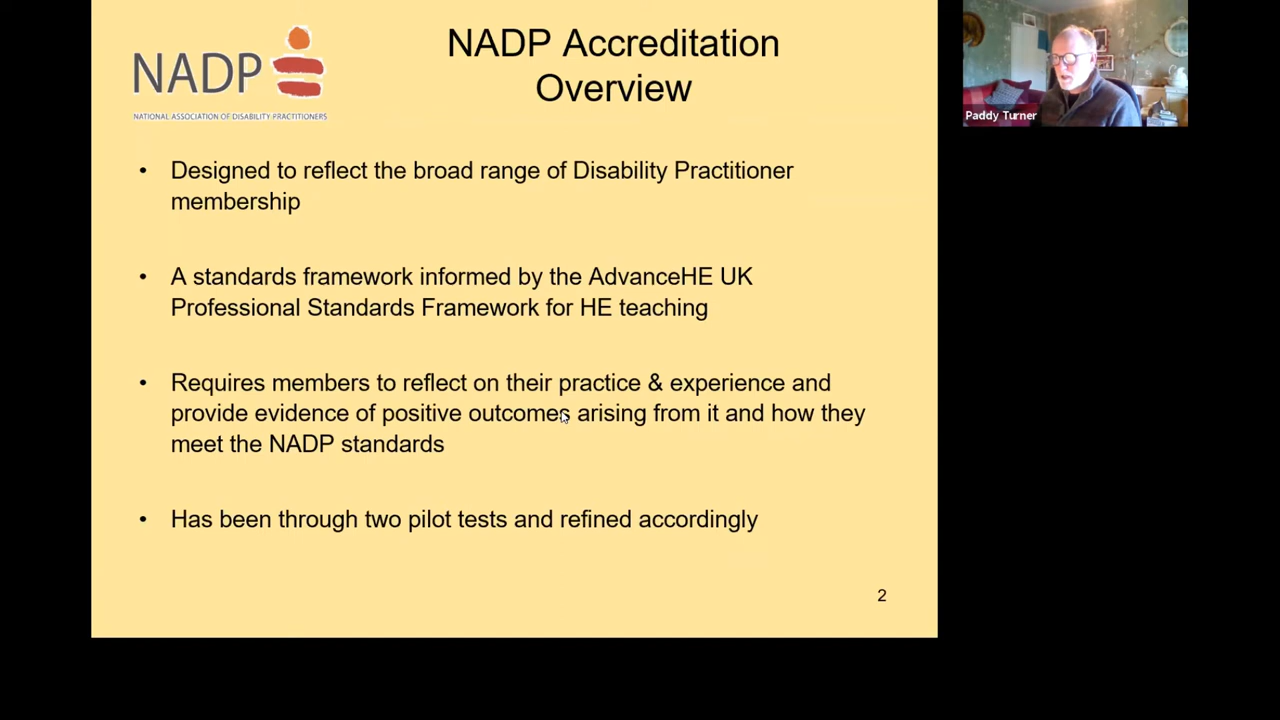 NADP
NATIONAL ASSOCIATION OF DISABILITY PRACTITIONERS
NADP Accreditation
Overview
• Designed to reflect the broad range of Disability Practitioner
membership
• A standards framework informed by the AdvanceHE UK
Professional Standards Framework for HE teaching
• Requires members to reflect on their practice & experience and
provide evidence of positive outcomes arising from it and how they
meet the NADP standards
• Has been through two pilot tests and refined accordingly
2
Paddy Turner